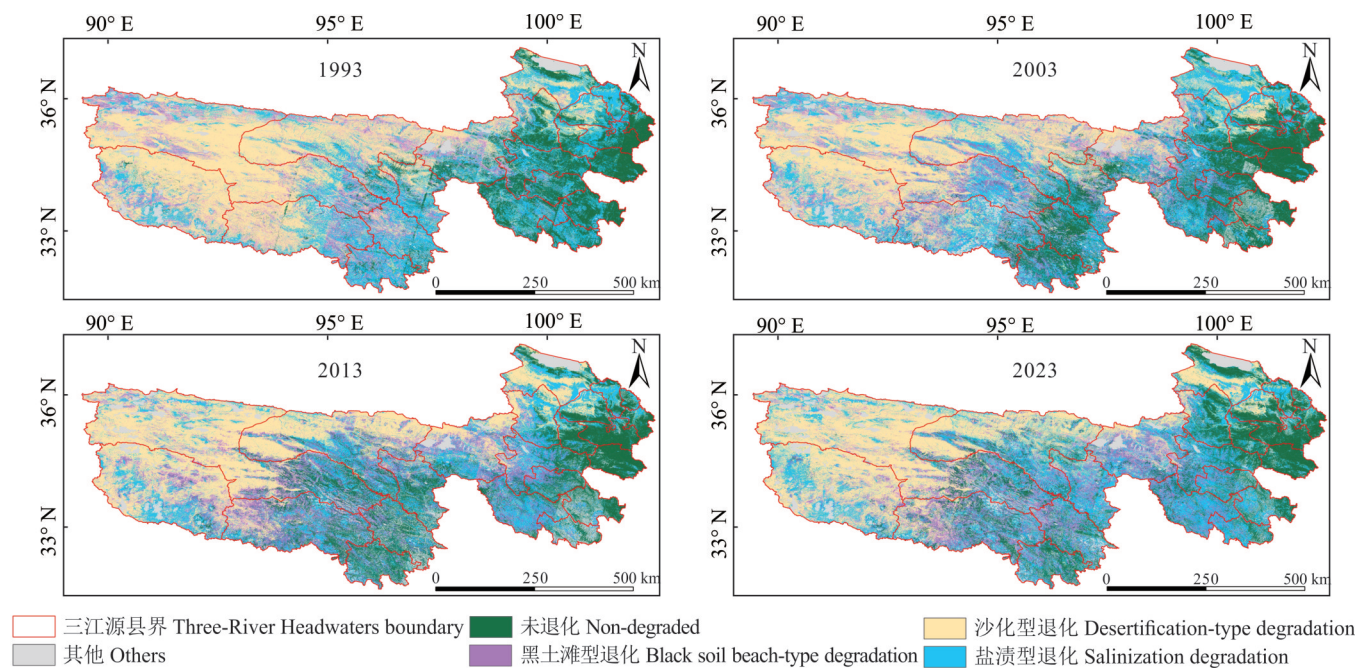 90° E 95° E 100° E
1993
N
36° N
33° N
0 250 500 km
90° E 95° E 100° E
2003
N
36° N
33° N
0 250 500 km
90° E 95° E 100° E
2013
N
36° N
33° N
0 250 500 km
90° E 95° E 100° E
2023
N
36° N
33° N
0 250 500 km
三江源县界 Three-River Headwaters boundary
未退化 Non-degraded
沙化型退化 Desertification-type degradation
其他 Others
黑土滩型退化 Black soil beach-type degradation
盐渍型退化 Salinization degradation